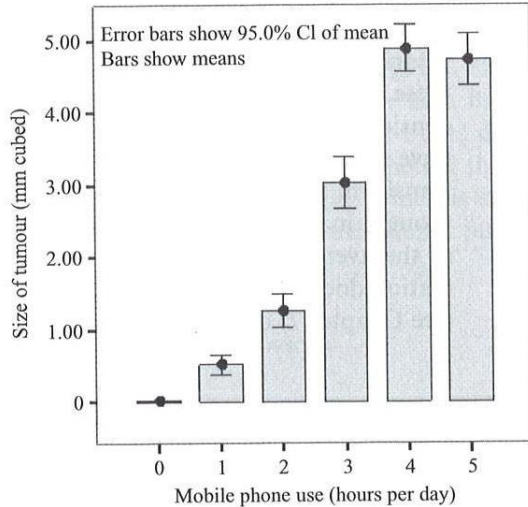 Error bars show 95.0% Cl of mean
Bars show means
5.00
4.00
3.00
2.00
1.00
0
Size of tumour (mm cubed)
0 1 2 3 4 5
Mobile phone use (hours per day)